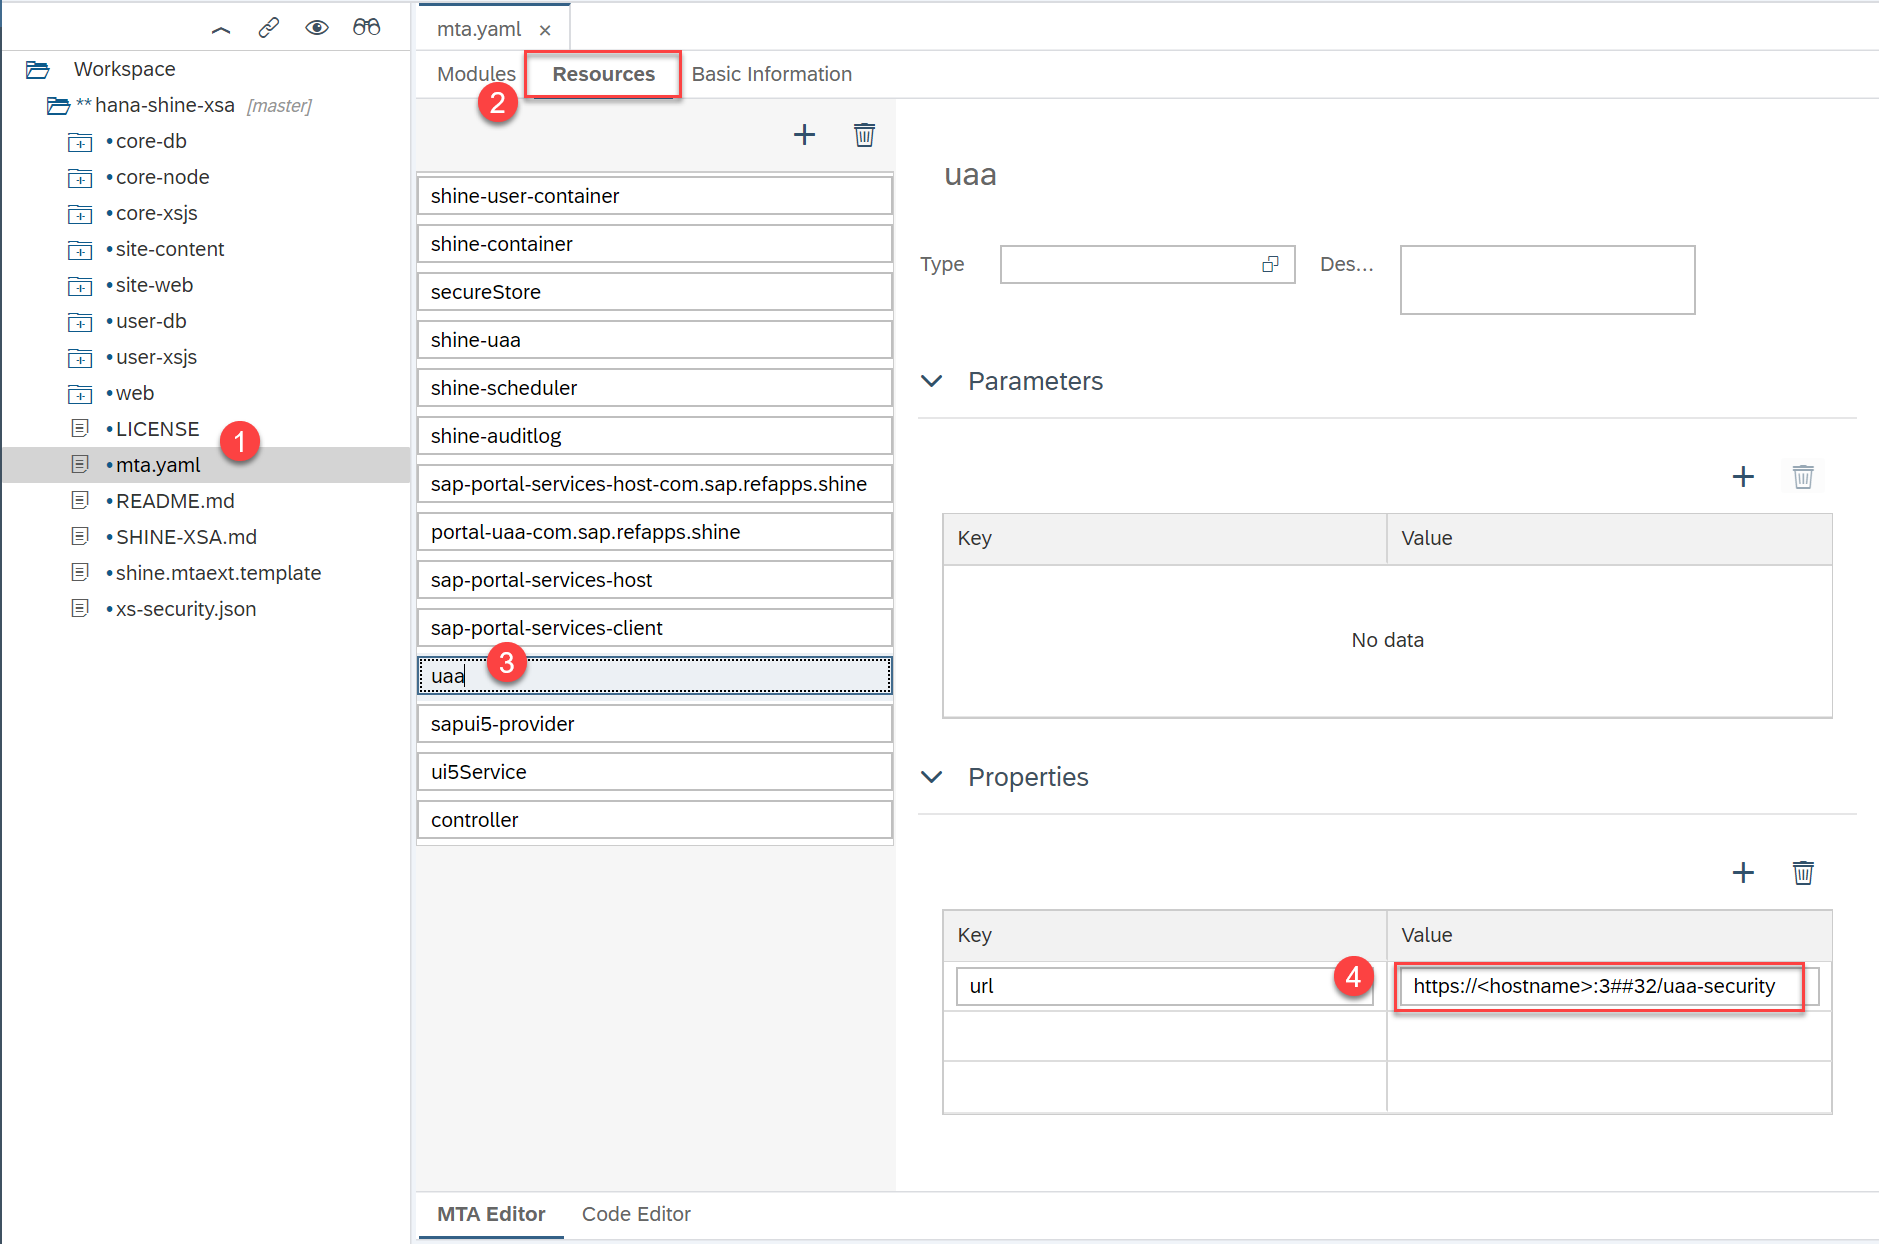 Workspace
** hana-shine-xsa [master]
•core-db
•core-node
•core-xsjs
•site-content
•site-web
•user-db
•user-xsjs
•web
•LICENSE
1
•mta.yaml
•README.md
•SHINE-XSA.md
•shine.mtaext.template
•xs-security.json
mta.yaml ×
Modules Resources Basic Information
2
shine-user-container
shine-container
secureStore
shine-uaa
shine-scheduler
shine-auditlog
sap-portal-services-host-com.sap.refapps.shine
portal-uaa-com.sap.refapps.shine
sap-portal-services-host
sap-portal-services-client
uaa
3
sapui5-provider
ui5Service
controller
uaa
Type
Des...
Parameters
Key Value
No data
Properties
Key Value
url
4
https://<hostname>:3##32/uaa-security
MTA Editor Code Editor